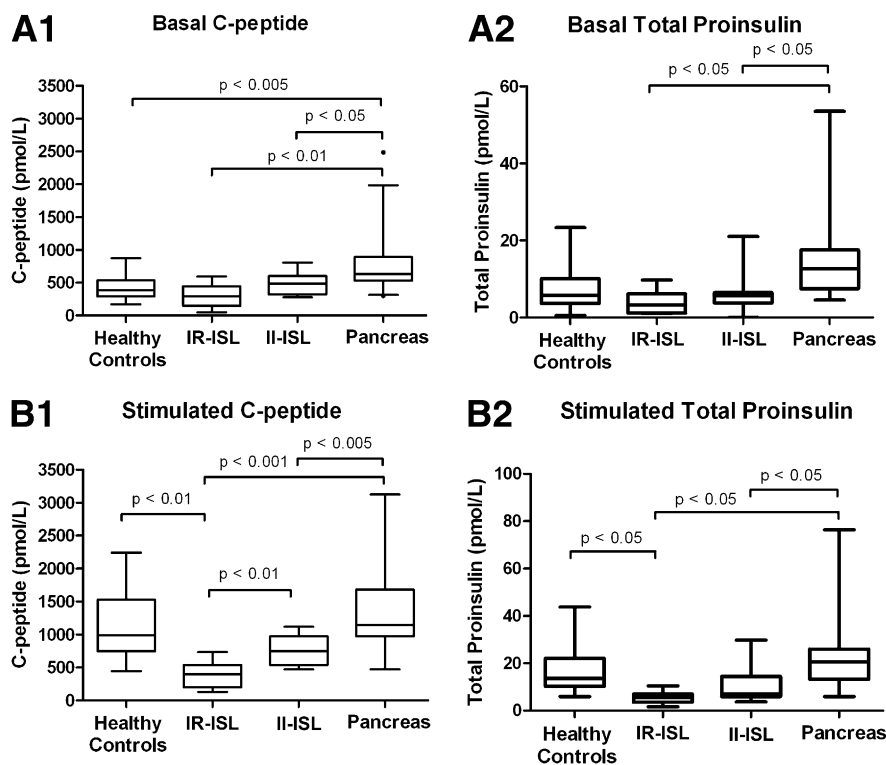 A1
Basal C-peptide
C-peptide (pmol/L)
3500
3000
2500
2000
1500
1000
500
0
p < 0.005
p < 0.05
p < 0.01
Healthy
Controls
IR-ISL
II-ISL
Pancreas
A2
Basal Total Proinsulin
Total Proinsulin (pmol/L)
60
40
20
0
p < 0.05
p < 0.05
Healthy
Controls
IR-ISL
II-ISL
Pancreas
B1
Stimulated C-peptide
C-peptide (pmol/L)
3500
3000
2500
2000
1500
1000
500
0
p < 0.005
p < 0.001
p < 0.01
p < 0.01
Healthy
Controls
IR-ISL
II-ISL
Pancreas
B2
Stimulated Total Proinsulin
Total Proinsulin (pmol/L)
100
80
60
40
20
0
p < 0.05
p < 0.05
p < 0.05
Healthy
Controls
IR-ISL
II-ISL
Pancreas